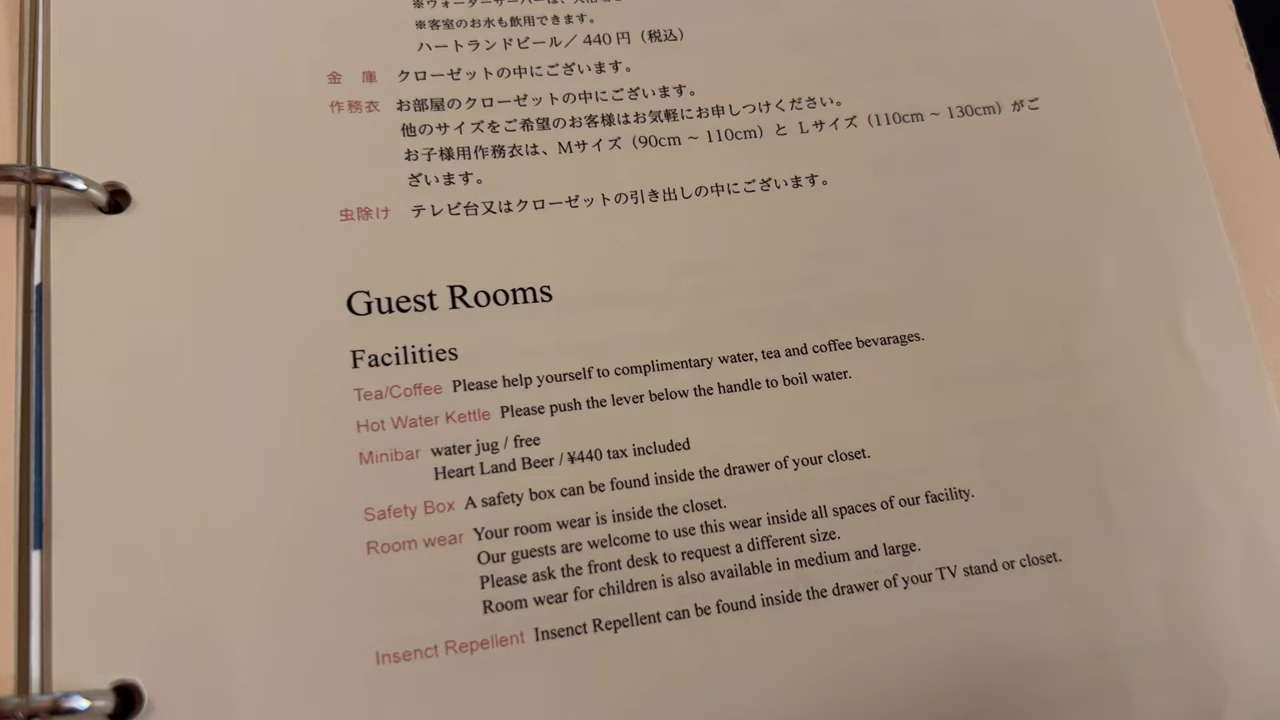 ※客室のお水も飲用できます。
ハートランドビール／ 440 円（税込）
金　庫　クローゼットの中にございます。
作務衣　お部屋のクローゼットの中にございます。
他のサイズをご希望のお客様はお気軽にお申しつけください。
お子様用作務衣は、Mサイズ（90cm ~ 110cm）と Lサイズ（110cm ~ 130cm）がご
ざいます。
虫除け　テレビ台又はクローゼットの引き出しの中にございます。
Guest Rooms
Facilities
Tea/Coffee Please help yourself to complimentary water, tea and coffee bevarages.
Hot Water Kettle Please push the lever below the handle to boil water.
Minibar water jug / free
Heart Land Beer / ¥440 tax included
Safety Box A safety box can be found inside the drawer of your closet.
Room wear Your room wear is inside the closet.
Our guests are welcome to use this wear inside all spaces of our facility.
Please ask the front desk to request a different size.
Room wear for children is also available in medium and large.
Insenct Repellent Insenct Repellent can be found inside the drawer of your TV stand or closet.